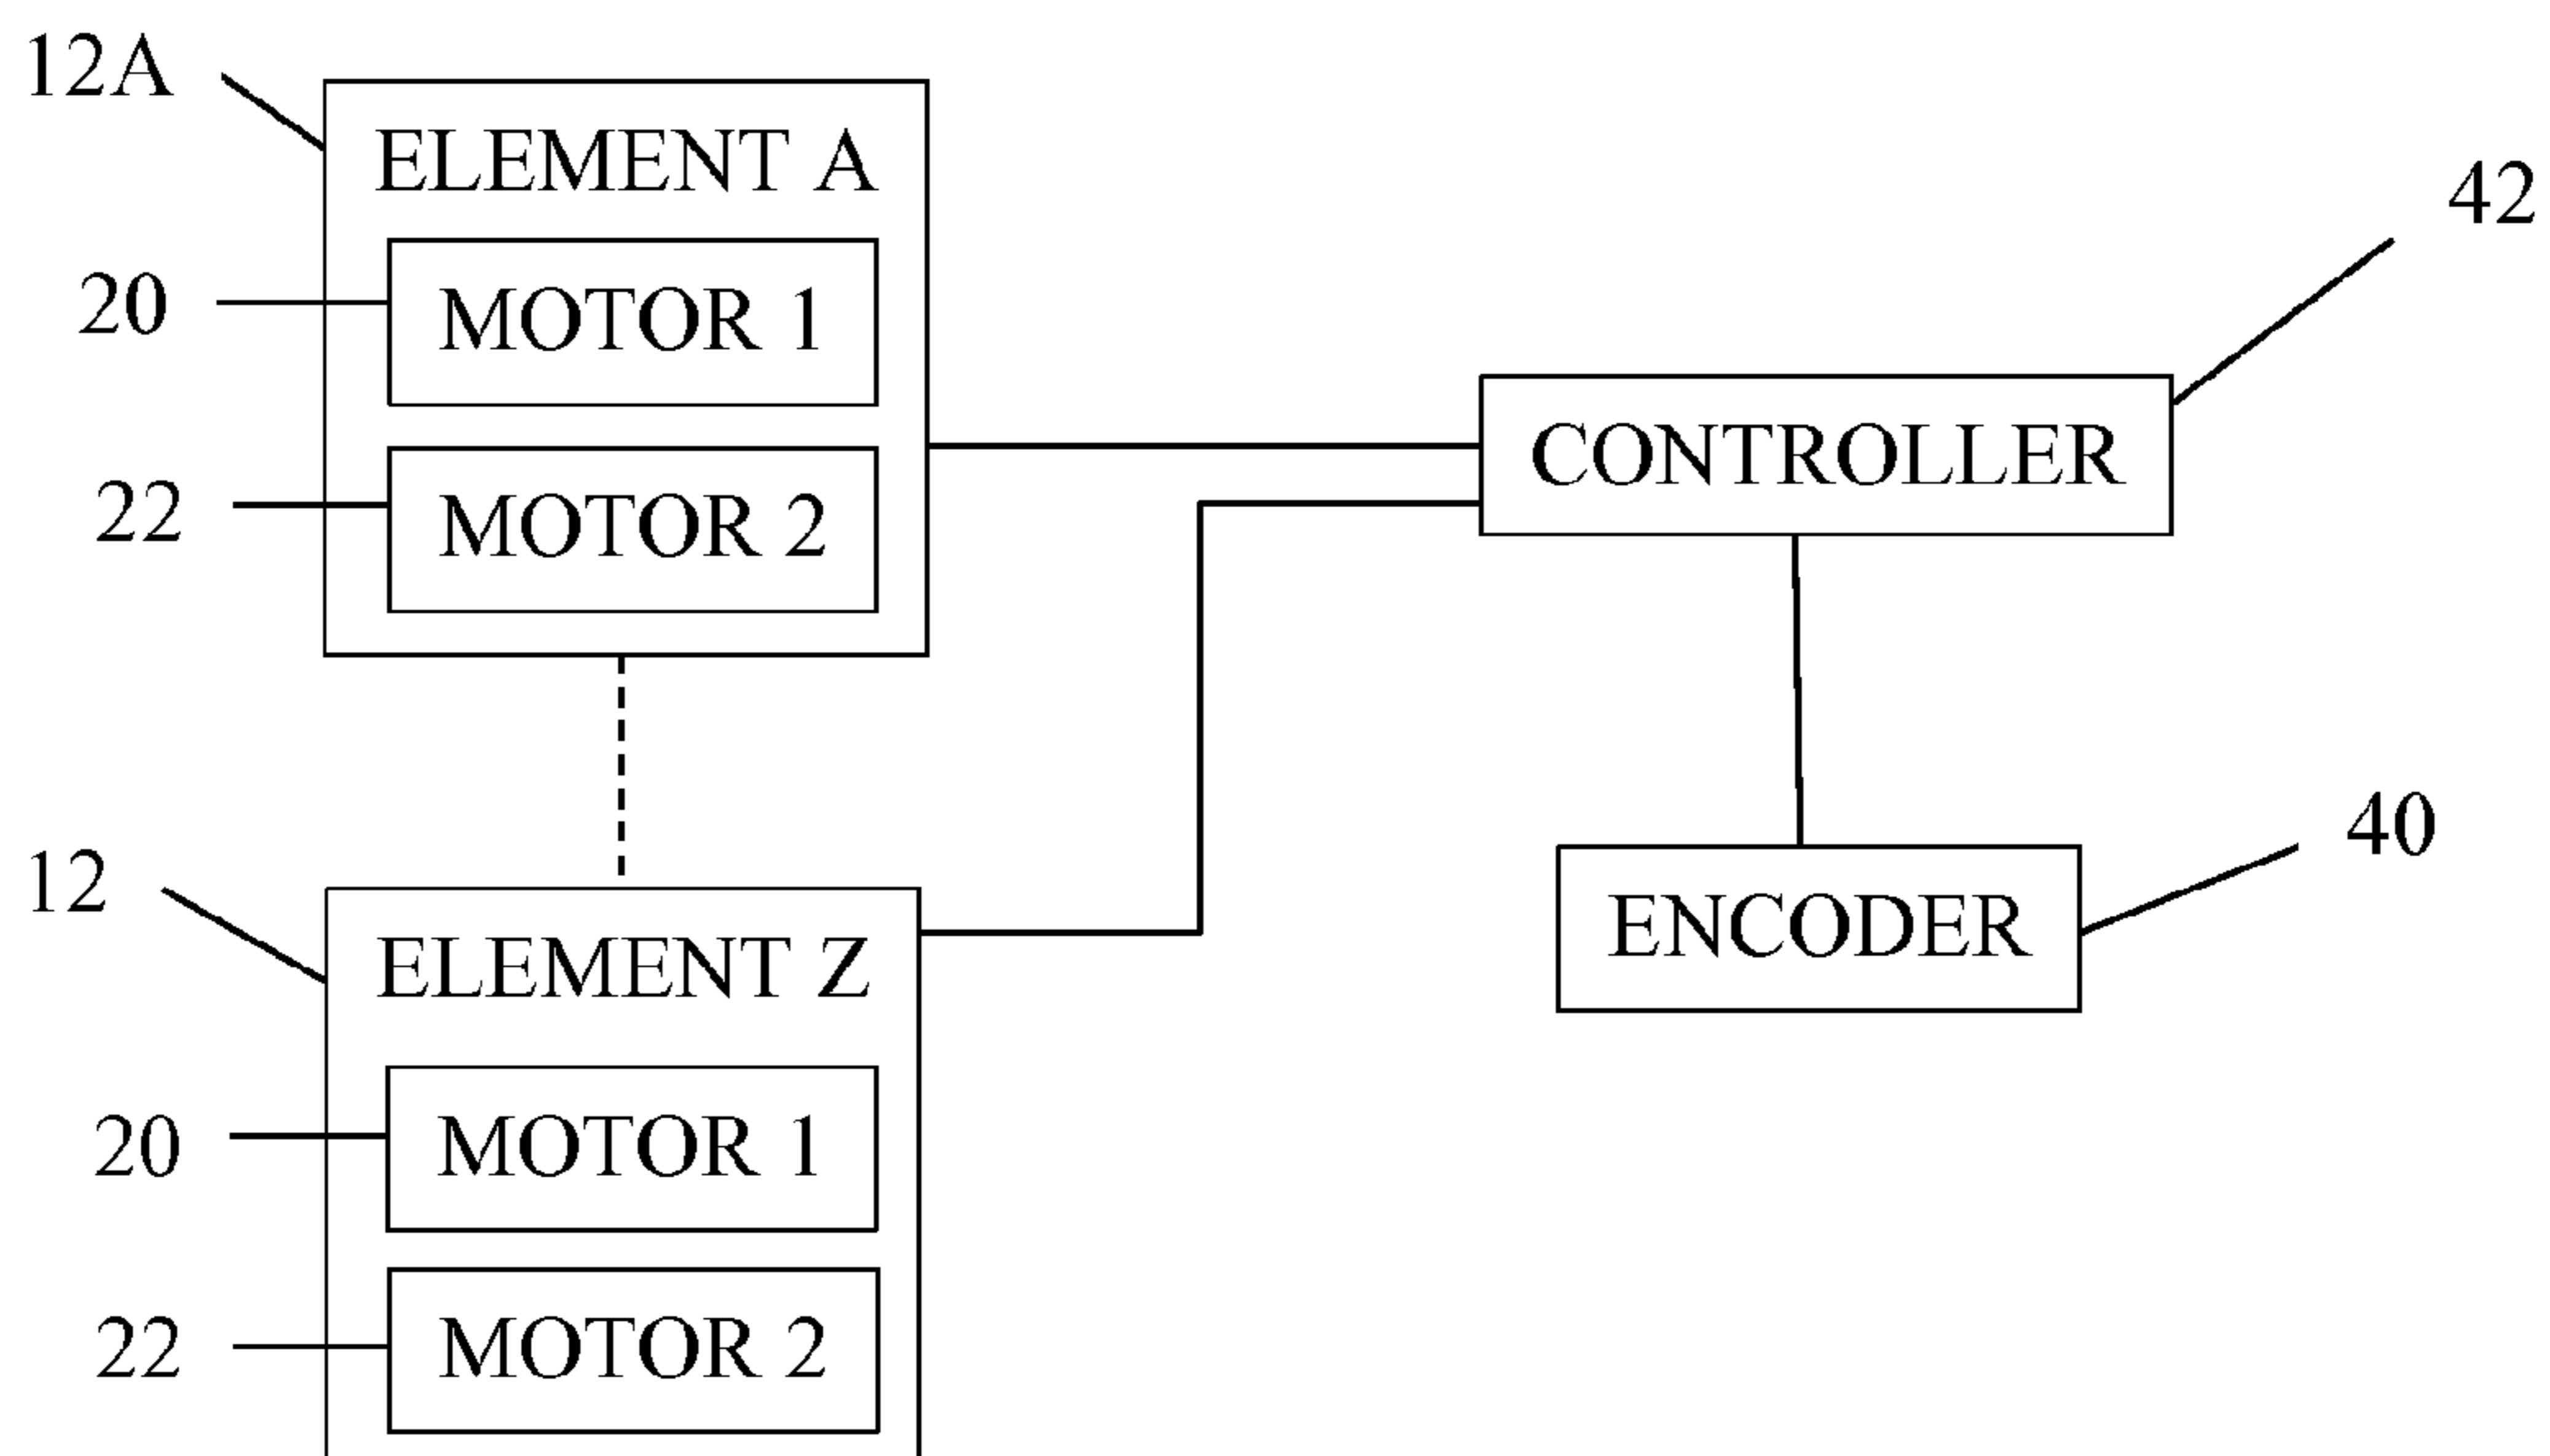 12A
ELEMENT A
20
MOTOR 1
22
MOTOR 2
42
CONTROLLER
40
ENCODER
12
ELEMENT Z
20
MOTOR 1
22
MOTOR 2